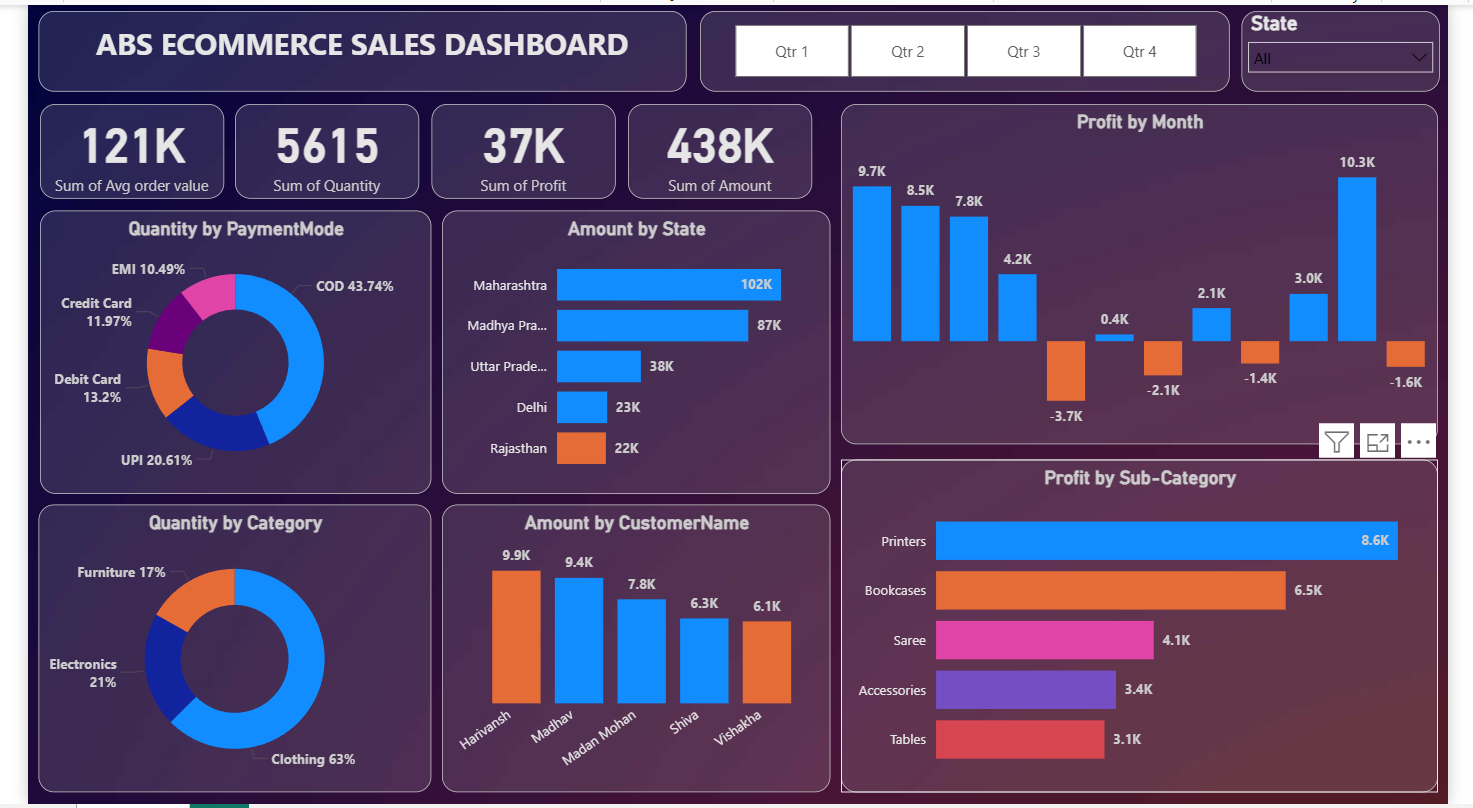 ABS ECOMMERCE SALES DASHBOARD
Qtr 1
Qtr 2
Qtr 3
Qtr 4
State
All
121K
Sum of Avg order value
5615
Sum of Quantity
37K
Sum of Profit
438K
Sum of Amount
Profit by Month
9.7K
8.5K
7.8K
4.2K
-3.7K
0.4K
-2.1K
2.1K
-1.4K
3.0K
10.3K
-1.6K
Quantity by PaymentMode
EMI 10.49%
COD 43.74%
Credit Card
11.97%
Debit Card
13.2%
UPI 20.61%
Amount by State
Maharashtra 102K
Madhya Pra... 87K
Uttar Prade... 38K
Delhi 23K
Rajasthan 22K
Profit by Sub-Category
Printers 8.6K
Bookcases 6.5K
Saree 4.1K
Accessories 3.4K
Tables 3.1K
Quantity by Category
Furniture 17%
Electronics
21%
Clothing 63%
Amount by CustomerName
9.9K
9.4K
7.8K
6.3K
6.1K
Harivansh
Madhav
Madan Mohan
Shiva
Vishakha